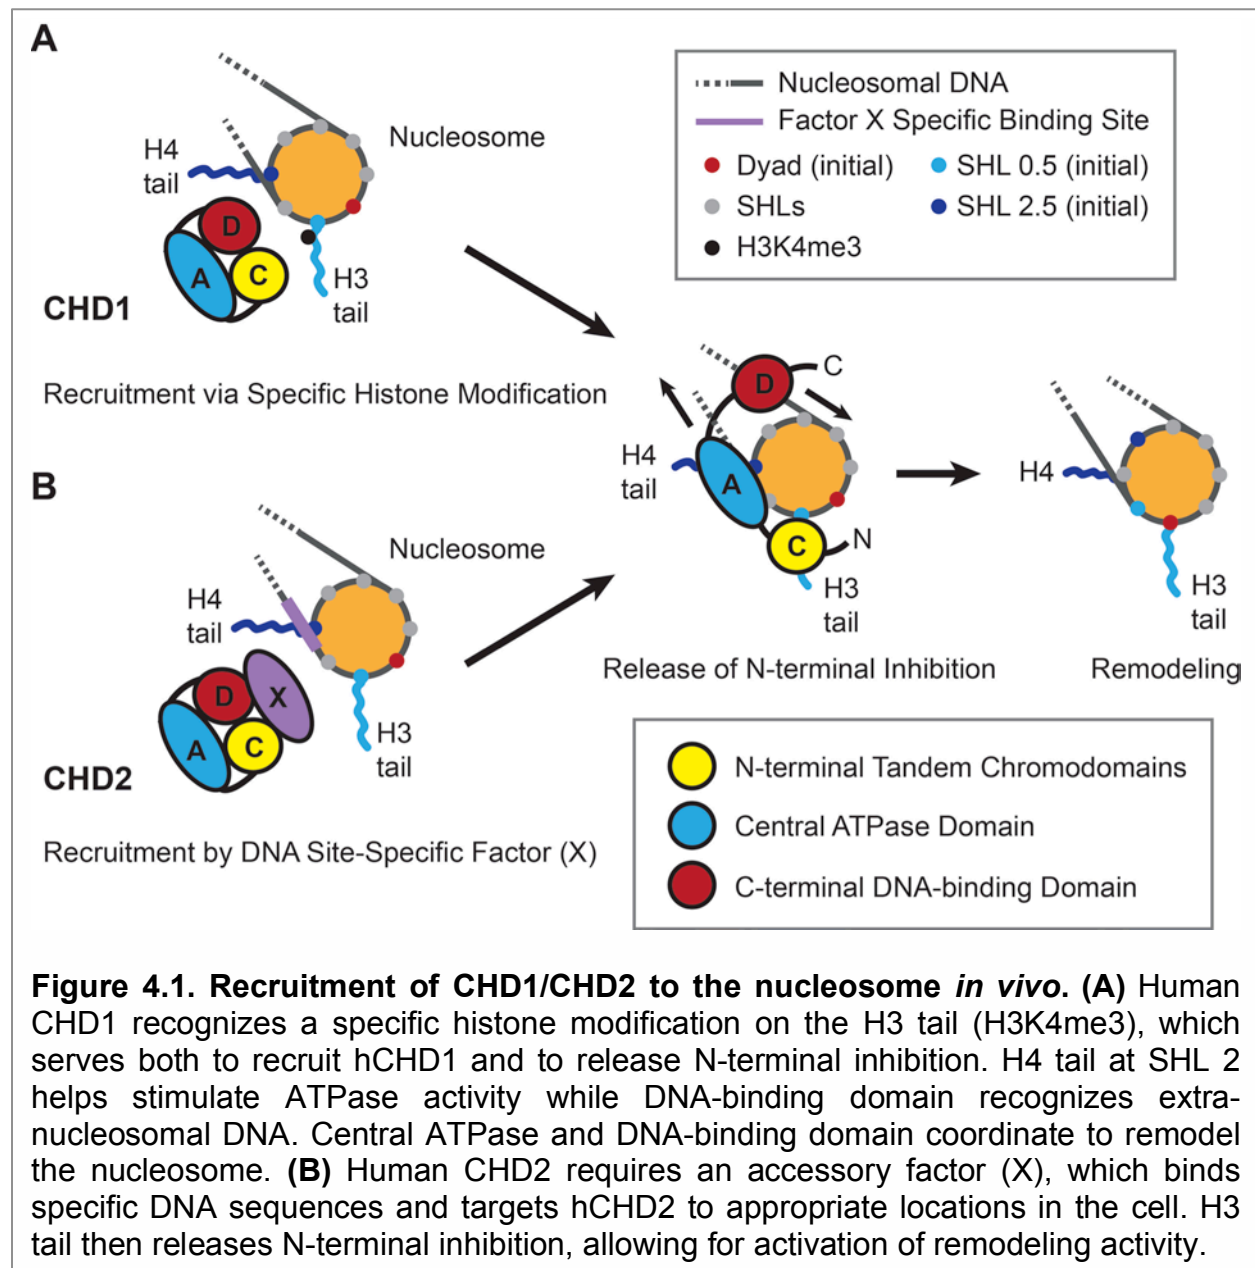 A
Nucleosome
H4
tail
D
A
C
H3
tail
CHD1
Recruitment via Specific Histone Modification
Nucleosomal DNA
Factor X Specific Binding Site
Dyad (initial)
SHL 0.5 (initial)
SHLs
SHL 2.5 (initial)
H3K4me3
B
Nucleosome
H4
tail
D
X
A
C
H3
tail
CHD2
Recruitment by DNA Site-Specific Factor (X)
D
C
H4
tail
A
C
N
H3
tail
Release of N-terminal Inhibition
H4
H3
tail
Remodeling
N-terminal Tandem Chromodomains
Central ATPase Domain
C-terminal DNA-binding Domain
Figure 4.1. Recruitment of CHD1/CHD2 to the nucleosome in vivo. (A) Human
CHD1 recognizes a specific histone modification on the H3 tail (H3K4me3), which
serves both to recruit hCHD1 and to release N-terminal inhibition. H4 tail at SHL 2
helps stimulate ATPase activity while DNA-binding domain recognizes extra-
nucleosomal DNA. Central ATPase and DNA-binding domain coordinate to remodel
the nucleosome. (B) Human CHD2 requires an accessory factor (X), which binds
specific DNA sequences and targets hCHD2 to appropriate locations in the cell. H3
tail then releases N-terminal inhibition, allowing for activation of remodeling activity.